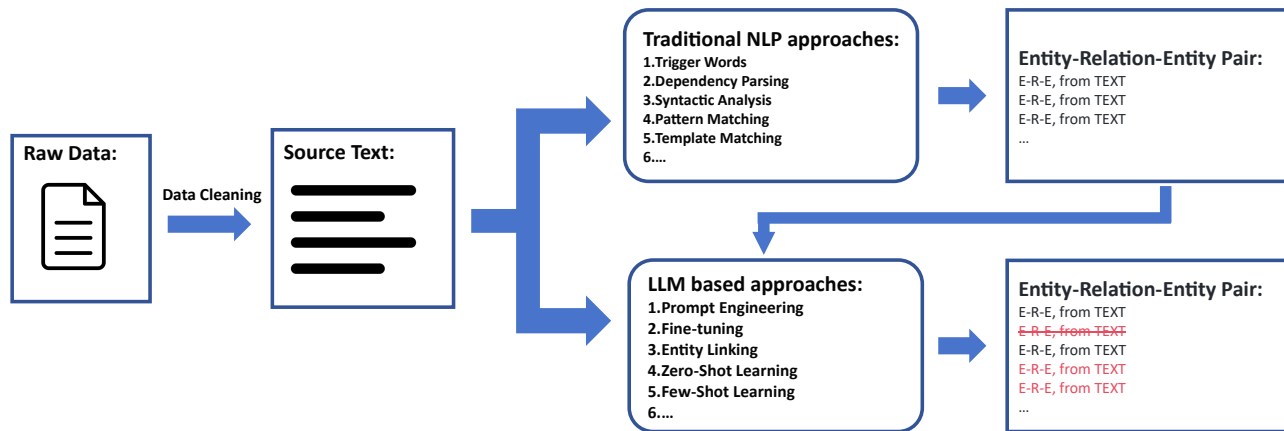 Raw Data:
Data Cleaning
Source Text:
Traditional NLP approaches:
1.Trigger Words
2.Dependency Parsing
3.Syntactic Analysis
4.Pattern Matching
5.Template Matching
6....
Entity-Relation-Entity Pair:
E-R-E, from TEXT
E-R-E, from TEXT
E-R-E, from TEXT
...
LLM based approaches:
1.Prompt Engineering
2.Fine-tuning
3.Entity Linking
4.Zero-Shot Learning
5.Few-Shot Learning
6....
Entity-Relation-Entity Pair:
E-R-E, from TEXT
E-R-E, from TEXT
E-R-E, from TEXT
E-R-E, from TEXT
E-R-E, from TEXT
...